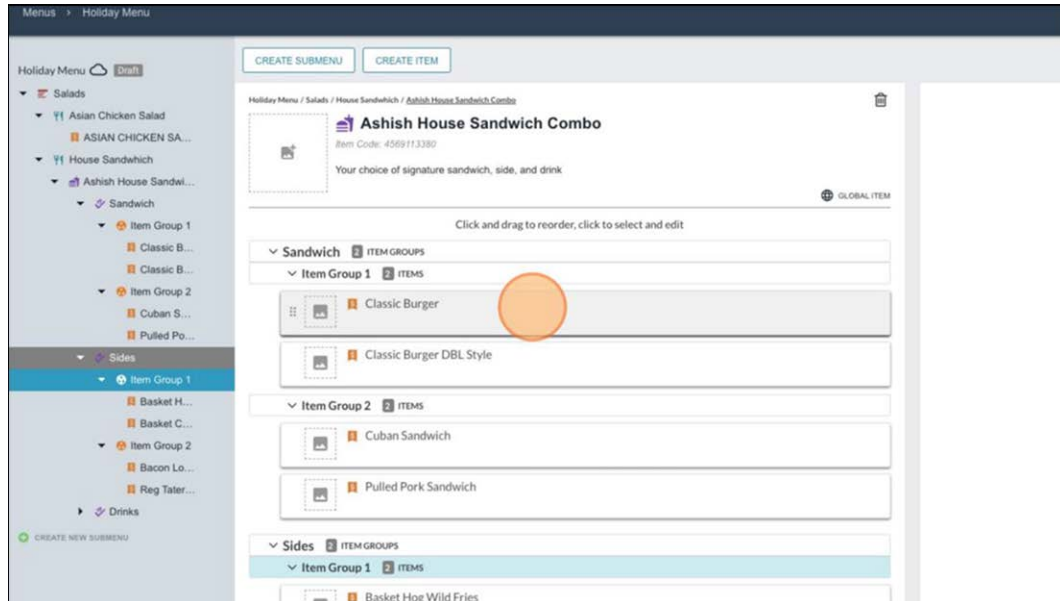 Menus › Holiday Menu
Holiday Menu Draft
Salads
Asian Chicken Salad
ASIAN CHICKEN SA...
House Sandwhich
Ashish House Sandwi...
Sandwich
Item Group 1
Classic B...
Classic B...
Item Group 2
Cuban S...
Pulled Po...
Sides
Item Group 1
Basket H...
Basket C...
Item Group 2
Bacon Lo...
Reg Tater...
Drinks
CREATE NEW SUBMENU
CREATE SUBMENU CREATE ITEM
Holiday Menu / Salads / House Sandwhich / Ashish House Sandwich Combo
Ashish House Sandwich Combo
Item Code: 4569113380
Your choice of signature sandwich, side, and drink
GLOBAL ITEM
Click and drag to reorder, click to select and edit
Sandwich 2 ITEM GROUPS
Item Group 1 2 ITEMS
Classic Burger
Classic Burger DBL Style
Item Group 2 2 ITEMS
Cuban Sandwich
Pulled Pork Sandwich
Sides 2 ITEM GROUPS
Item Group 1 2 ITEMS
Basket Hog Wild Fries